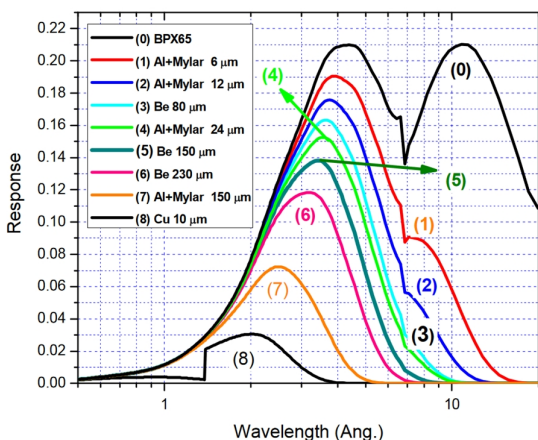 0.22
0.20
0.18
0.16
0.14
0.12
0.10
0.08
0.06
0.04
0.02
0.00
Response
(0) BPX65
(1) Al+Mylar 6 μm
(2) Al+Mylar 12 μm
(3) Be 80 μm
(4) Al+Mylar 24 μm
(5) Be 150 μm
(6) Be 230 μm
(7) Al+Mylar 150 μm
(8) Cu 10 μm
(4)
(0)
(5)
(6)
(1)
(7)
(2)
(3)
(8)
1
10
Wavelength (Ang.)